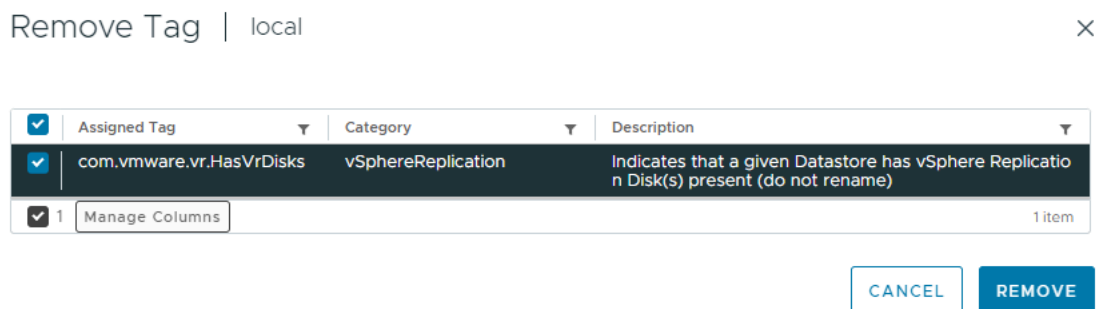 Remove Tag | local
Assigned Tag Category Description
com.vmware.vr.HasVrDisks vSphereReplication Indicates that a given Datastore has vSphere Replicatio
n Disk(s) present (do not rename)
1 Manage Columns 1 item
CANCEL REMOVE